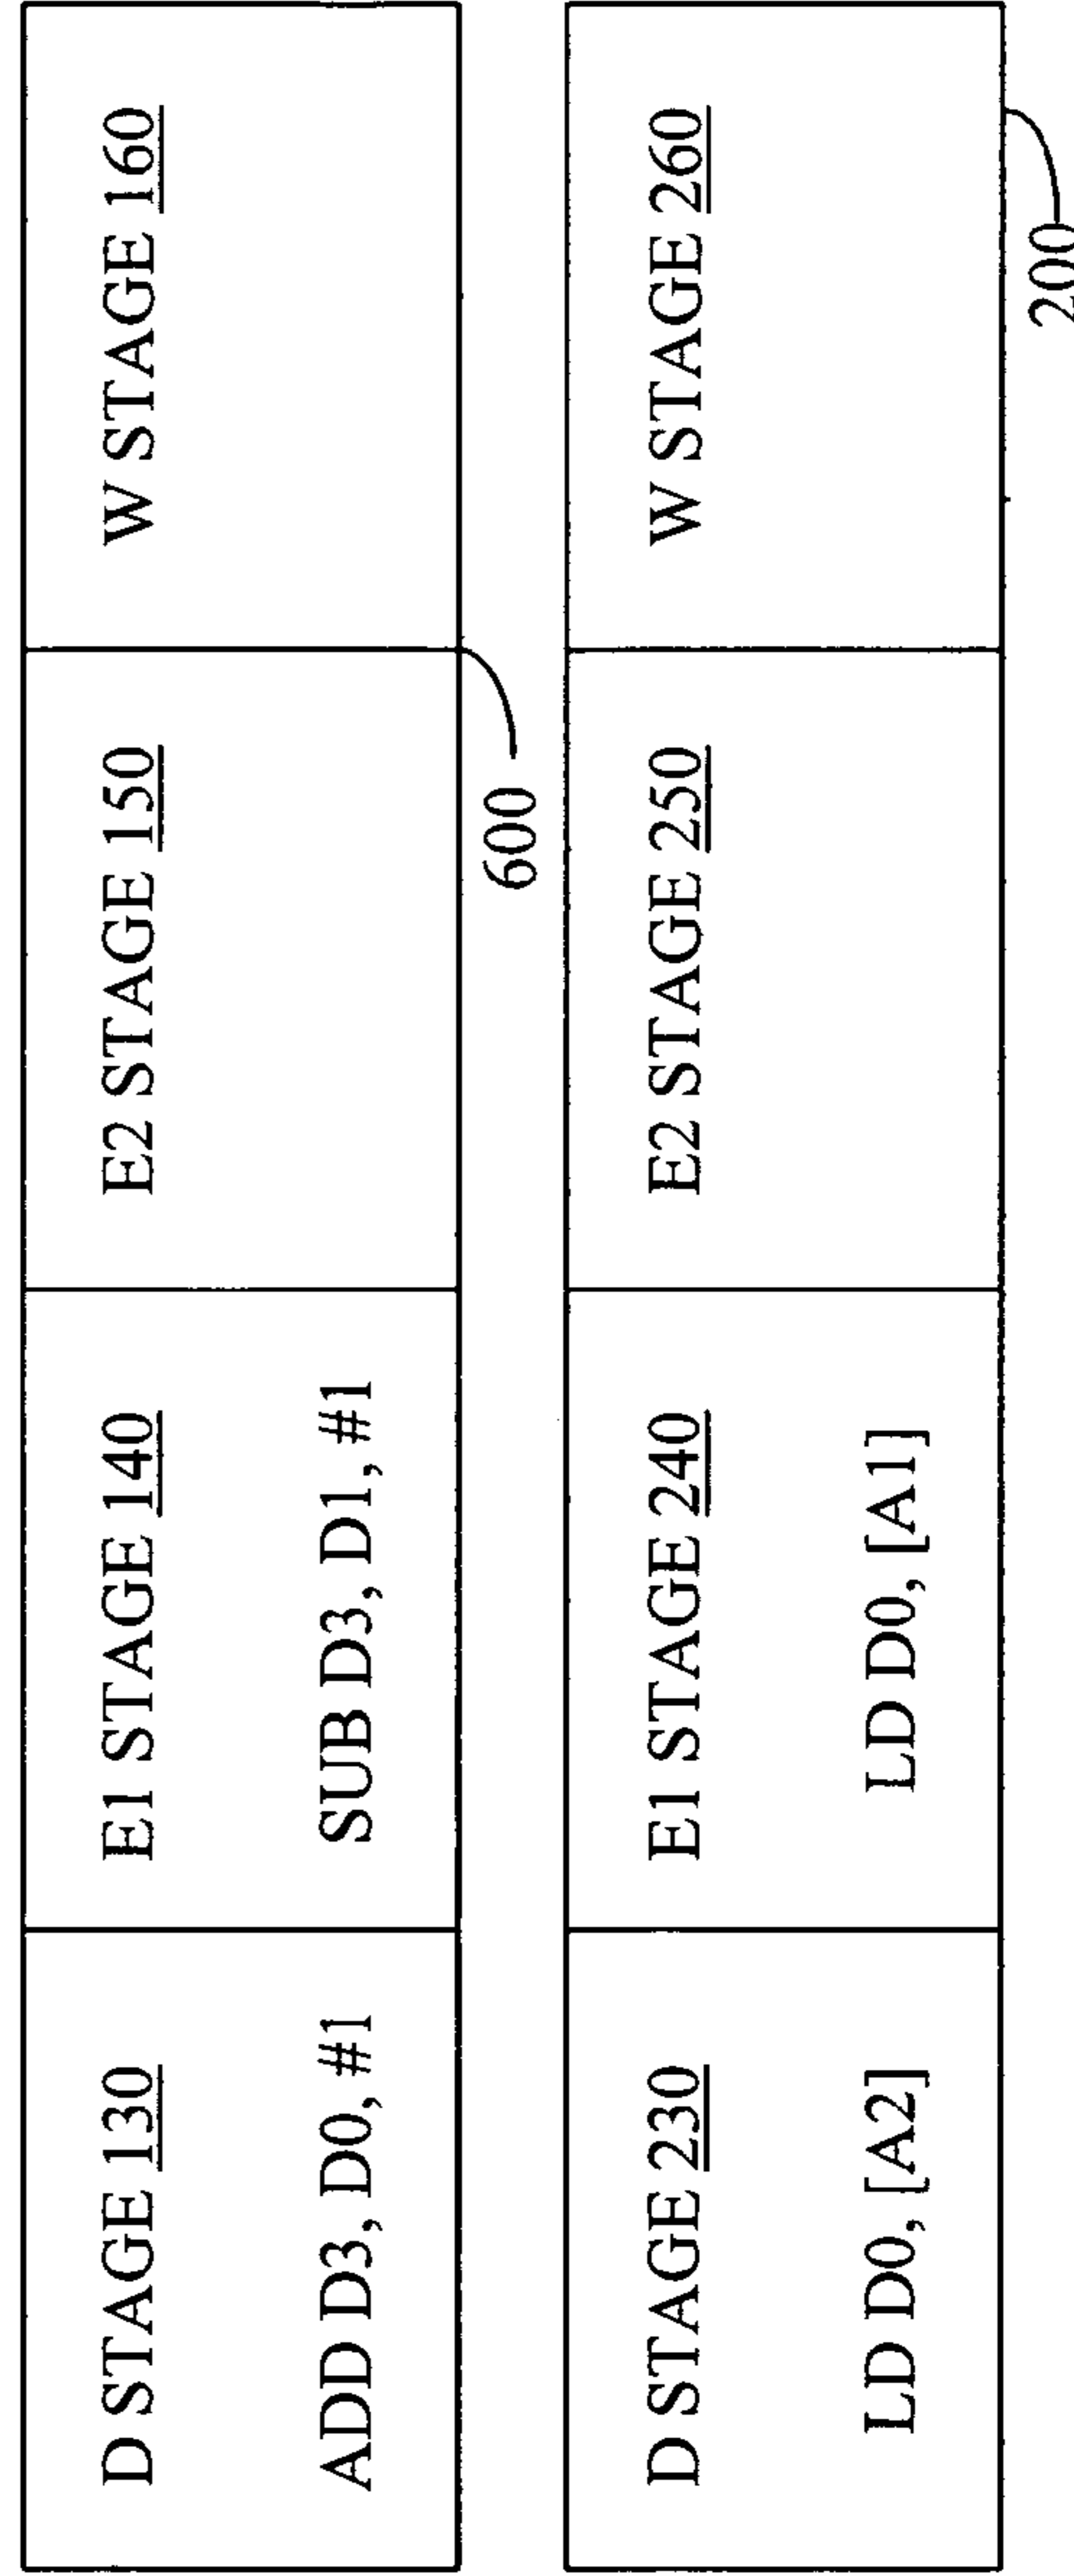 D STAGE 130
ADD D3, D0, #1
E1 STAGE 140
SUB D3, D1, #1
E2 STAGE 150
W STAGE 160
600
D STAGE 230
LD D0, [A2]
E1 STAGE 240
LD D0, [A1]
E2 STAGE 250
W STAGE 260
200